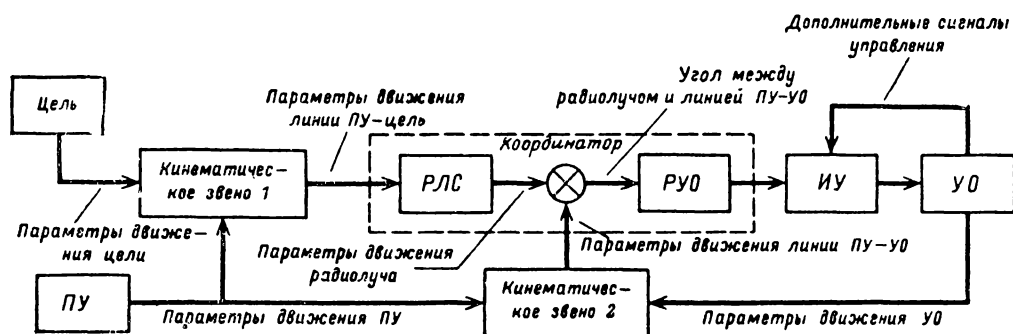 Дополнительные сигналы
управления
Угол между
радиолучом и линией ПУ-УО
Цель
Параметры движения
линии ПУ-цель
Координатор
Кинематичес-
кое звено 1
РЛС
РУО
ИУ
УО
Параметры движе-
ния цели
Параметры движения
радиолуча
Параметры движения линии ПУ-УО
ПУ
Параметры движения ПУ
Кинематичес-
кое звено 2
Параметры движения УО